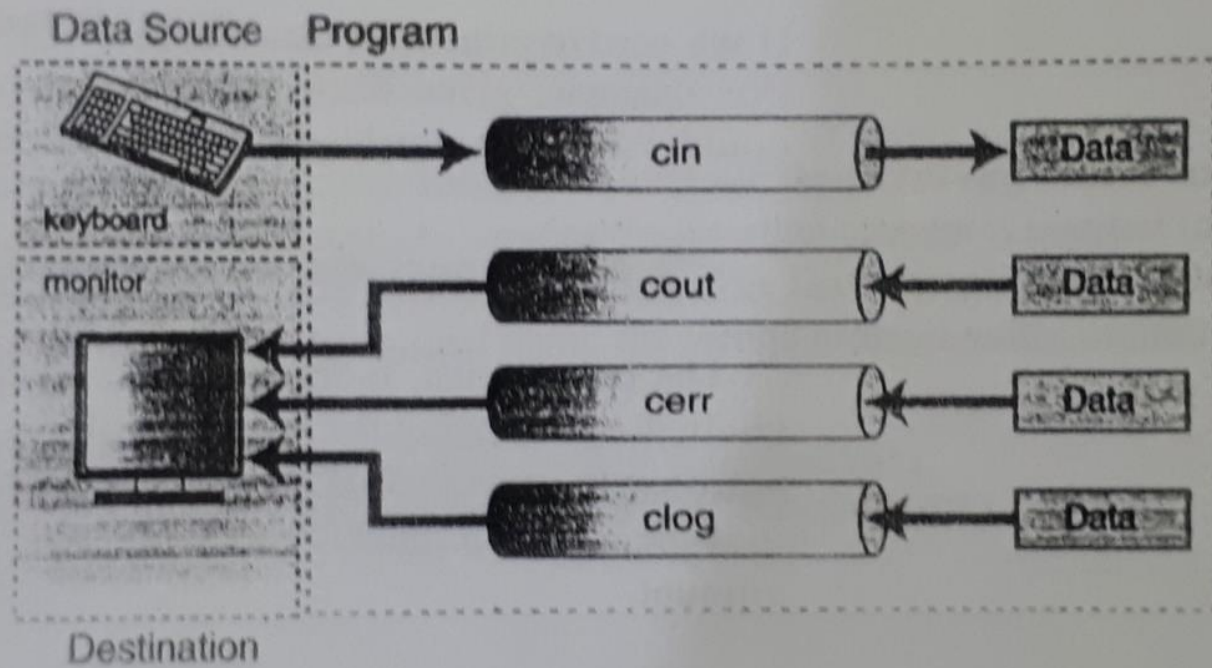 Data Source Program
cin Data
keyboard
monitor
cout Data
cerr Data
clog Data
Destination